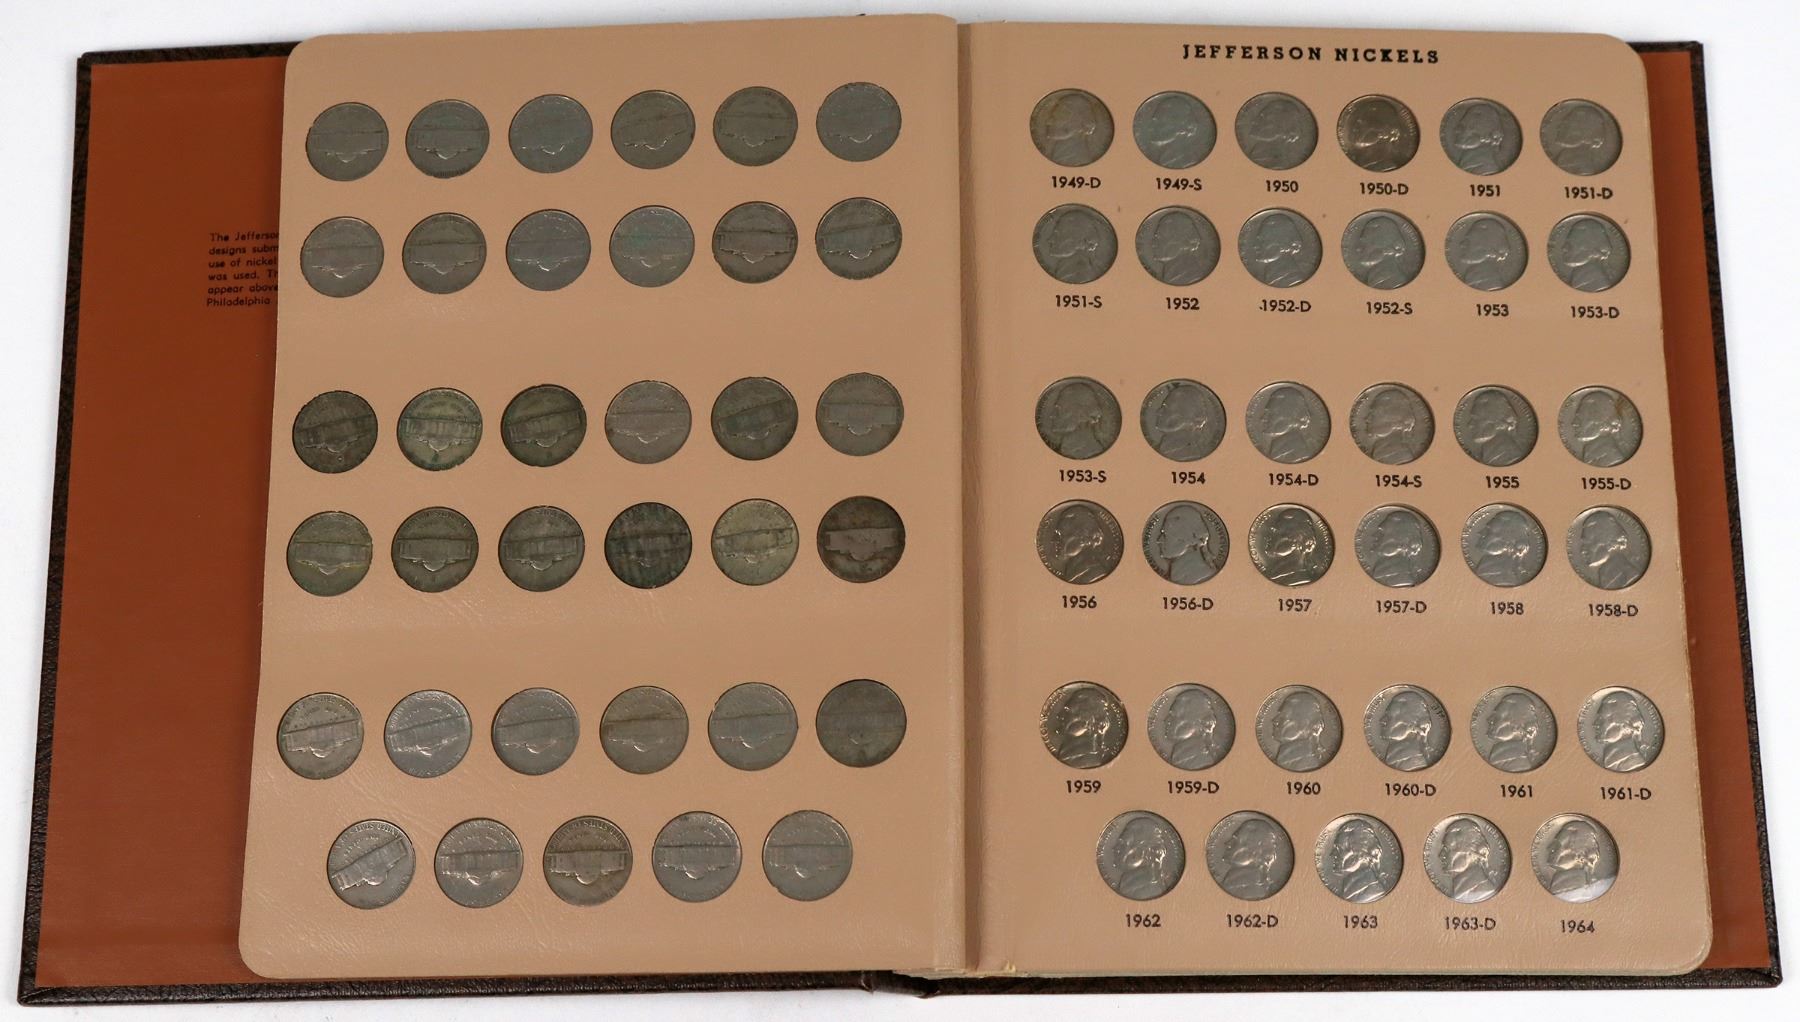 The Jefferson
designs subm
use of nickel
was used. Th
appear above
Philadelphia
JEFFERSON NICKELS
1949-D 1949-S 1950 1950-D 1951 1951-D
1951-S 1952 1952-D 1952-S 1953 1953-D
1953-S 1954 1954-D 1954-S 1955 1955-D
1956 1956-D 1957 1957-D 1958 1958-D
1959 1959-D 1960 1960-D 1961 1961-D
1962 1962-D 1963 1963-D 1964